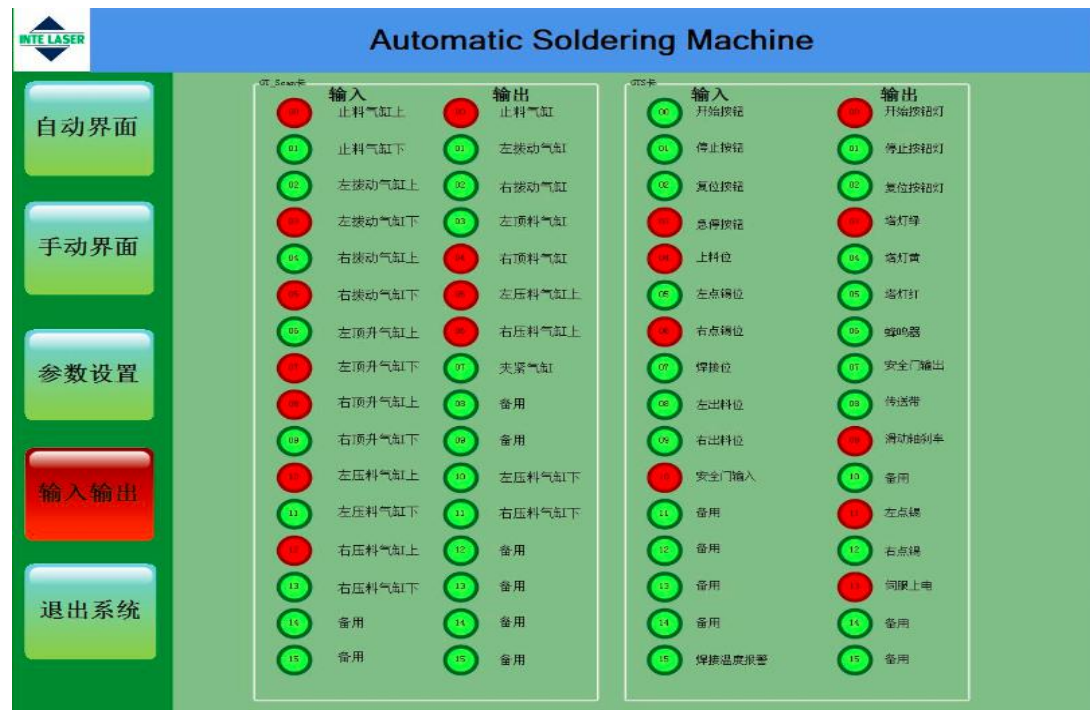 INTE LASER
Automatic Soldering Machine
自动界面
手动界面
参数设置
输入输出
退出系统
GT_Scan卡
输入 输出
止料气缸上 止料气缸
01 止料气缸下 01 左拨动气缸
02 左拨动气缸上 02 右拨动气缸
左拨动气缸下 03 左顶料气缸
04 右拨动气缸上 右顶料气缸
右拨动气缸下 左压料气缸上
06 左顶升气缸上 右压料气缸上
左顶升气缸下 07 夹紧气缸
右顶升气缸上 08 备用
09 右顶升气缸下 09 备用
左压料气缸上 10 左压料气缸下
11 左压料气缸下 11 右压料气缸下
右压料气缸上 12 备用
13 右压料气缸下 13 备用
14 备用 14 备用
15 备用 15 备用
GTS卡
输入 输出
00 开始按钮 开始按钮灯
01 停止按钮 01 停止按钮灯
02 复位按钮 02 复位按钮灯
急停按钮 塔灯绿
上料位 04 塔灯黄
05 左点锡位 05 塔灯红
右点锡位 06 蜂鸣器
07 焊接位 07 安全门输出
08 左出料位 08 传送带
09 右出料位 滑动轴刹车
安全门输入 10 备用
11 备用 左点锡
12 备用 12 右点锡
13 备用 伺服上电
14 备用 14 备用
15 焊接温度报警 15 备用